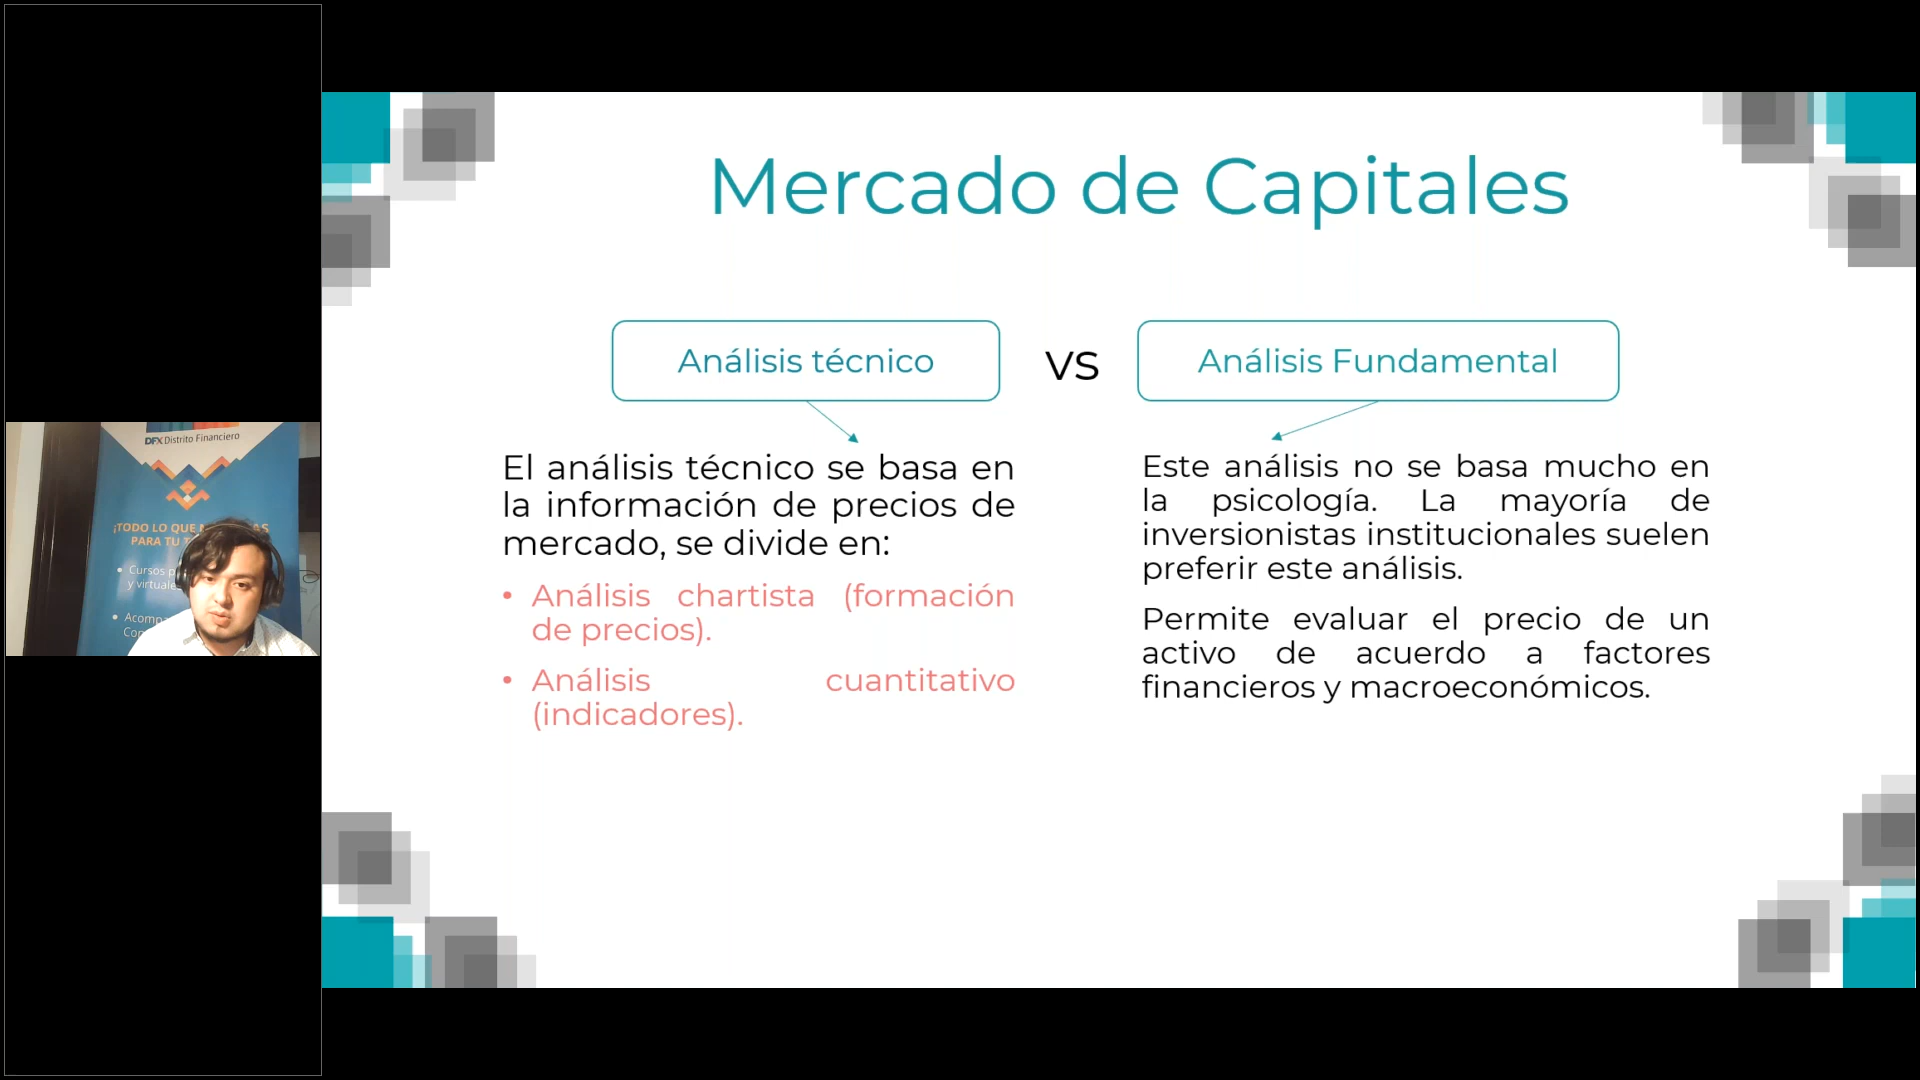 Mercado de Capitales
Análisis técnico
vs
Análisis Fundamental
El análisis técnico se basa en
la información de precios de
mercado, se divide en:
• Análisis chartista (formación
de precios).
• Análisis cuantitativo
(indicadores).
Este análisis no se basa mucho en
la psicología. La mayoría de
inversionistas institucionales suelen
preferir este análisis.
Permite evaluar el precio de un
activo de acuerdo a factores
financieros y macroeconómicos.
DFX Distrito Financiero
¡TODO LO QUE
PARA TU
• Cursos
y virtuale
•